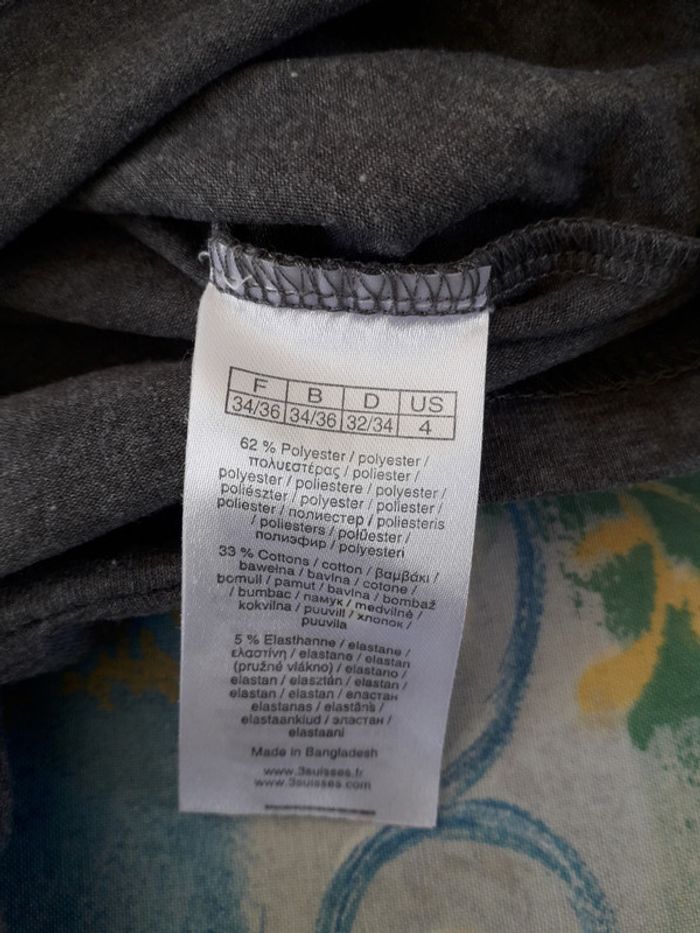 F B D US
34/36 34/36 32/34 4
62 % Polyester / polyester /
πολυεστέρας / poliester /
polyester / poliestere / polyester /
poliészter / polyester / poliester /
poliester / полиестер / poliesteris
/ poliesters / polüester /
полиэфир / polyesteri
33 % Cottons / cotton / βαμβάκι /
bawełna / bavlna / cotone /
bomull / pamut / bavlna / bombaž
/ bumbac / памук / medvilnė /
kokvilna / puuvill / хлопок /
puuvilla
5 % Elasthanne / elastane /
ελαστίνη / elastane / elastan
(pružné vlákno) / elastano /
elastan / elasztán / elastan /
elastan / elastan / еластан
elastanas / elastāns /
elastaankiud / эластан /
elastaani
Made in Bangladesh
www.3suisses.fr
www.3suisses.com